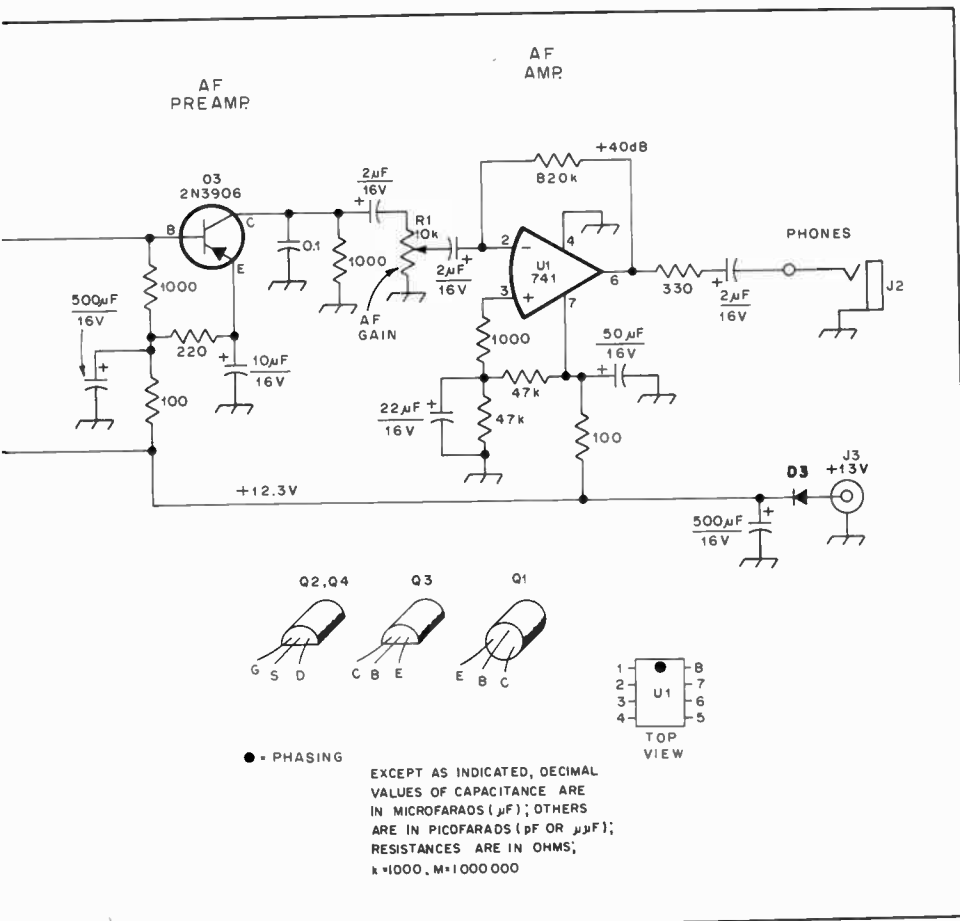 AF
AMP.
AF
PREAMP.
Q3
2N3906
B
C
E
2µF
16V
+
R1
10k
0.1
1000
AF
GAIN
2µF
16V
+
820k
+40dB
2
-
3
+
U1
741
4
6
7
330
+
2µF
16V
PHONES
J2
1000
500µF
16V
+
220
100
+
10µF
16V
1000
47k
47k
22µF
16V
+
50µF
16V
+
100
+12.3V
D3
J3
+13V
500µF
16V
+
Q2,Q4
G S D
Q3
C B E
Q1
E B C
1
2
3
4
U1
8
7
6
5
TOP
VIEW
● = PHASING
EXCEPT AS INDICATED, DECIMAL
VALUES OF CAPACITANCE ARE
IN MICROFARADS (µF); OTHERS
ARE IN PICOFARADS (pF OR µµF);
RESISTANCES ARE IN OHMS;
k=1000, M=1000000